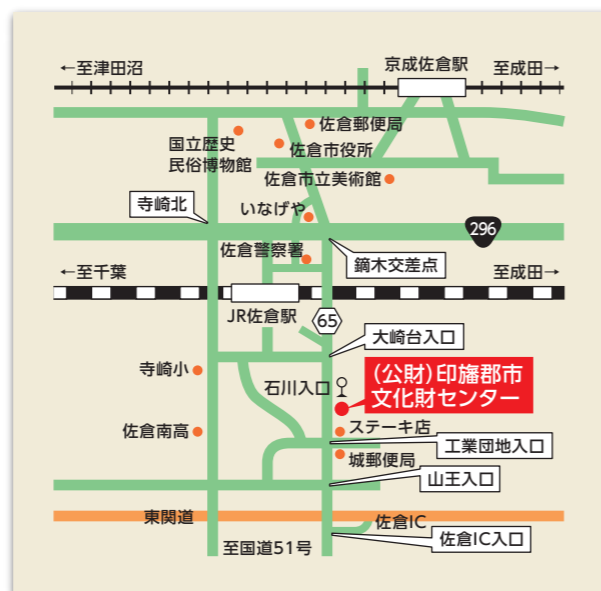 京成佐倉駅
←至津田沼
至成田→
佐倉郵便局
国立歴史
民俗博物館
佐倉市役所
佐倉市立美術館
寺崎北
いなげや
296
佐倉警察署
鏑木交差点
←至千葉
至成田→
JR佐倉駅
65
大崎台入口
寺崎小
石川入口
(公財)印旛郡市
文化財センター
佐倉南高
ステーキ店
工業団地入口
城郵便局
山王入口
東関道
佐倉IC
佐倉IC入口
至国道51号